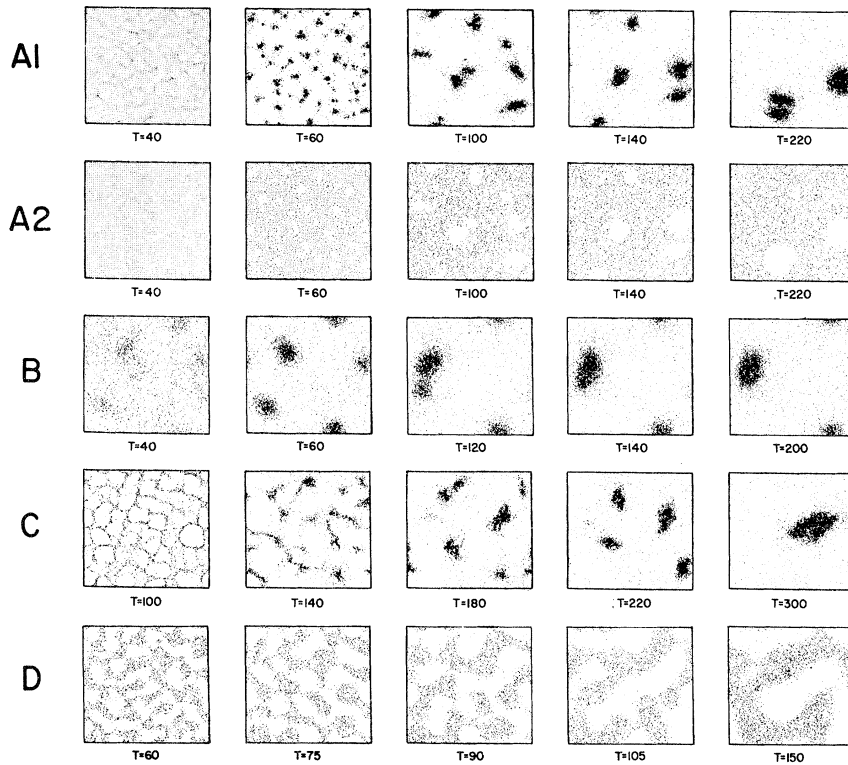 A1
T=40 T=60 T=100 T=140 T=220
A2
T=40 T=60 T=100 T=140 T=220
B
T=40 T=60 T=120 T=140 T=200
C
T=100 T=140 T=180 T=220 T=300
D
T=60 T=75 T=90 T=105 T=150